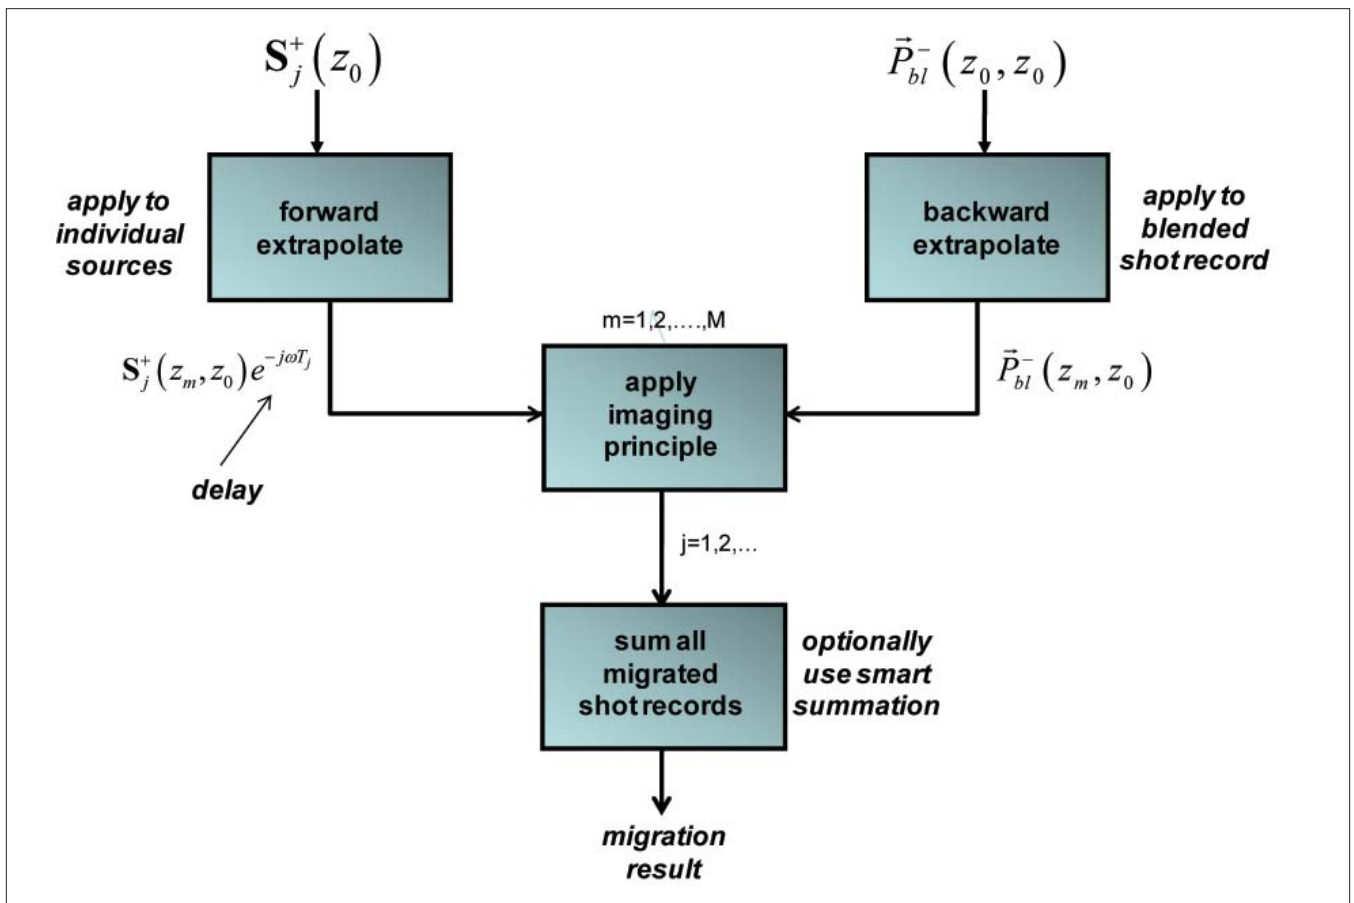 S⁺ⱼ(z₀)
P⃗⁻bl(z₀, z₀)
apply to
individual
sources
forward
extrapolate
backward
extrapolate
apply to
blended
shot record
S⁺ⱼ(zₘ, z₀)e^{-jωTⱼ}
delay
m=1,2,....,M
apply
imaging
principle
P⃗⁻bl(zₘ, z₀)
j=1,2,...
sum all
migrated
shot records
optionally
use smart
summation
migration
result